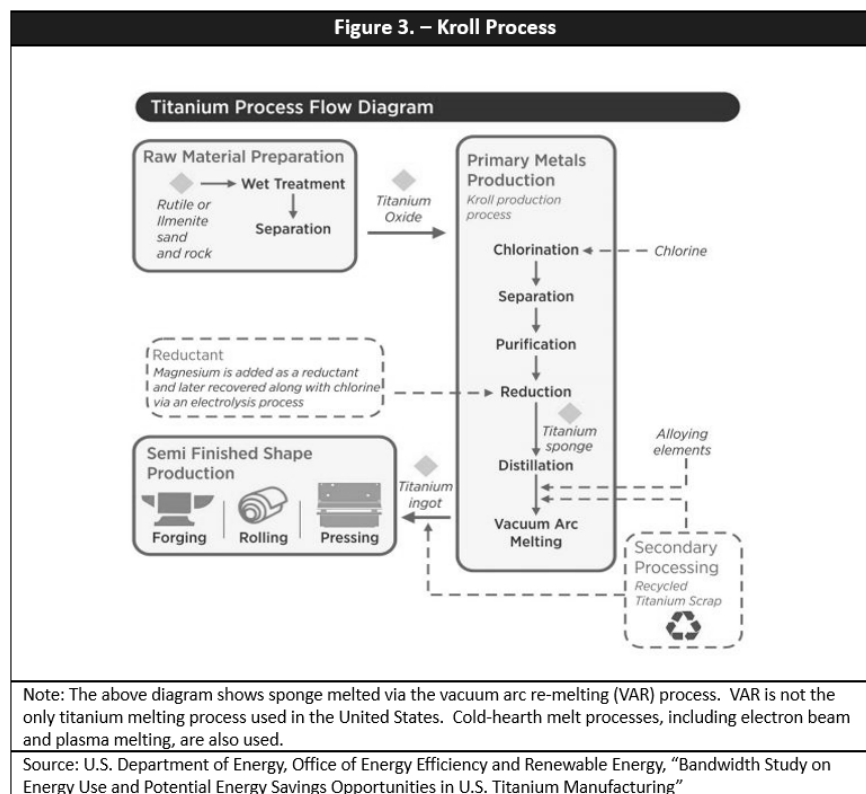 Figure 3. – Kroll Process
Titanium Process Flow Diagram
Raw Material Preparation
Wet Treatment
Rutile or
Ilmenite
sand
and rock
Separation
Titanium
Oxide
Primary Metals
Production
Kroll production
process
Chlorination
Chlorine
Separation
Purification
Reductant
Magnesium is added as a reductant
and later recovered along with chlorine
via an electrolysis process
Reduction
Titanium
sponge
Alloying
elements
Distillation
Vacuum Arc
Melting
Semi Finished Shape
Production
Forging
Rolling
Pressing
Titanium
ingot
Secondary
Processing
Recycled
Titanium Scrap
Note: The above diagram shows sponge melted via the vacuum arc re-melting (VAR) process. VAR is not the
only titanium melting process used in the United States. Cold-hearth melt processes, including electron beam
and plasma melting, are also used.
Source: U.S. Department of Energy, Office of Energy Efficiency and Renewable Energy, “Bandwidth Study on
Energy Use and Potential Energy Savings Opportunities in U.S. Titanium Manufacturing”